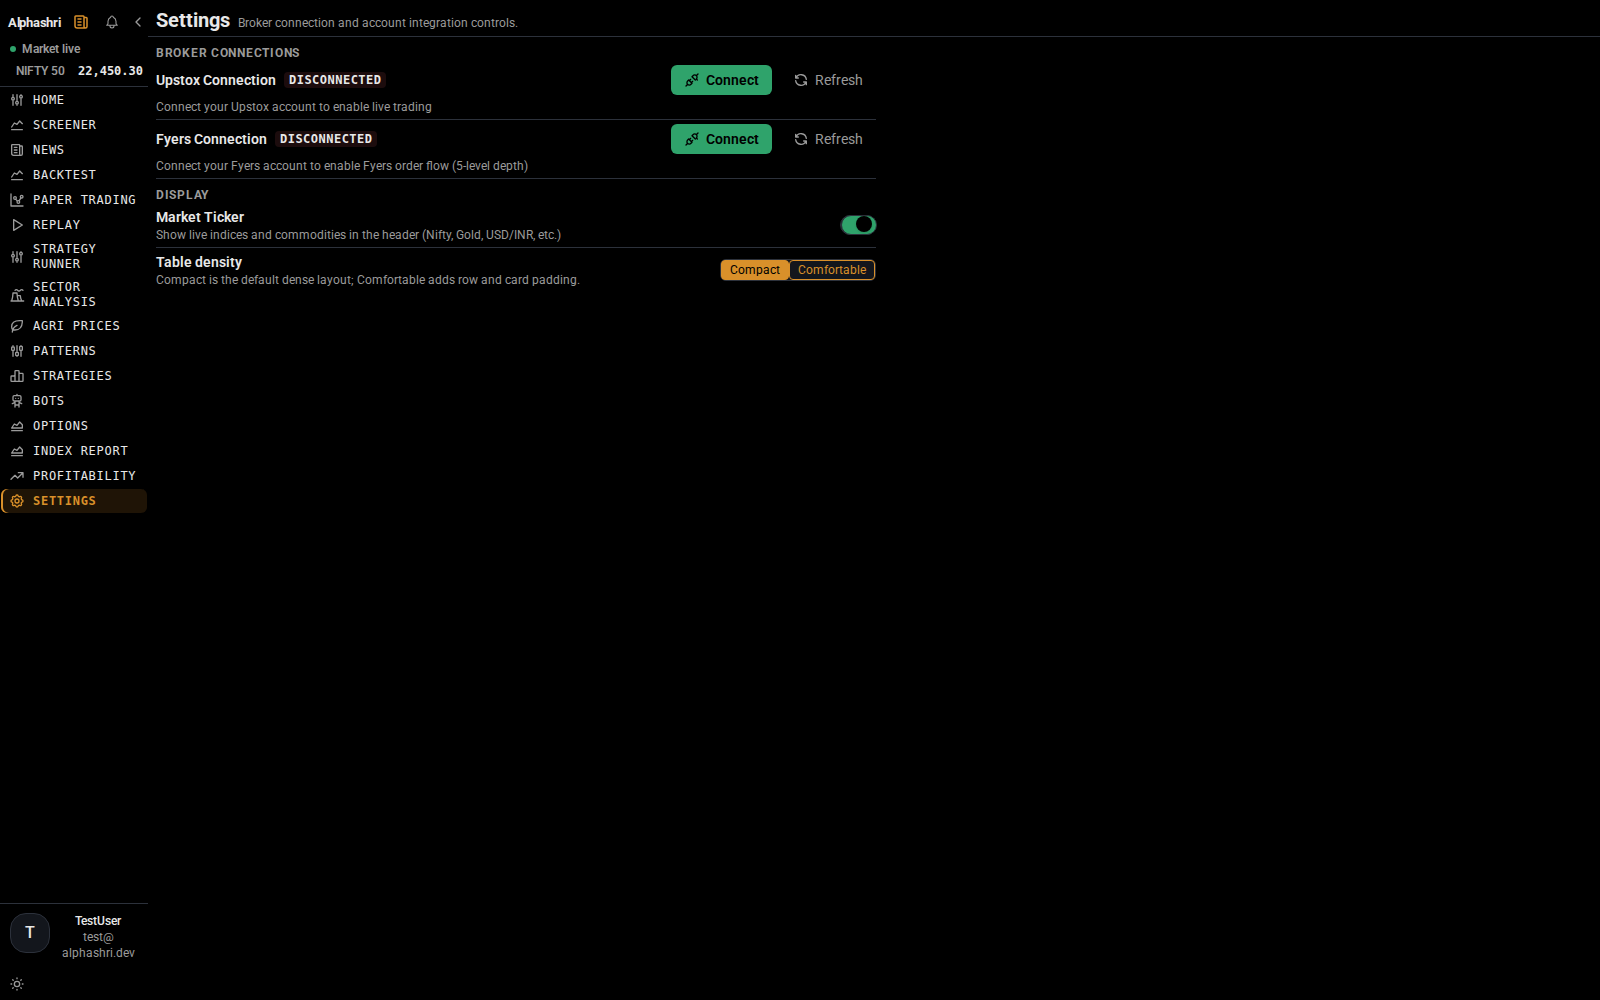 Alphashri
Market live
NIFTY 50 22,450.30
HOME
SCREENER
NEWS
BACKTEST
PAPER TRADING
REPLAY
STRATEGY
RUNNER
SECTOR
ANALYSIS
AGRI PRICES
PATTERNS
STRATEGIES
BOTS
OPTIONS
INDEX REPORT
PROFITABILITY
SETTINGS
T
TestUser
test@
alphashri.dev
Settings Broker connection and account integration controls.
BROKER CONNECTIONS
Upstox Connection DISCONNECTED Connect Refresh
Connect your Upstox account to enable live trading
Fyers Connection DISCONNECTED Connect Refresh
Connect your Fyers account to enable Fyers order flow (5-level depth)
DISPLAY
Market Ticker
Show live indices and commodities in the header (Nifty, Gold, USD/INR, etc.)
Table density
Compact is the default dense layout; Comfortable adds row and card padding.
Compact Comfortable